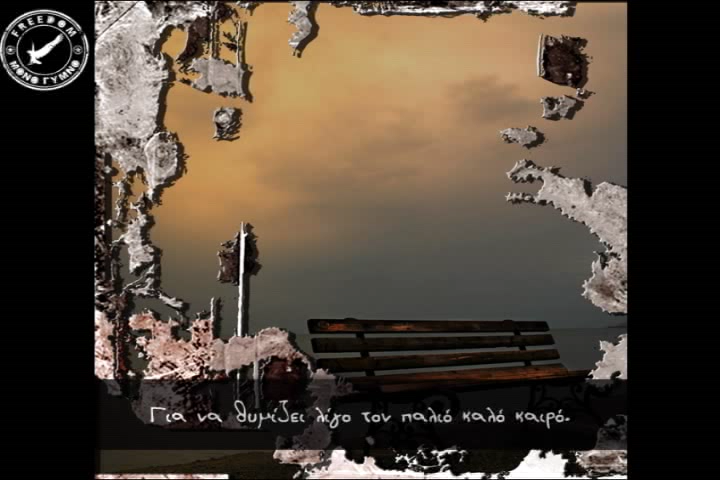 FREEDOM
ΜΟΝΟ ΓΥΜΝΟ
Για να θυμίζει λίγο τον παλιό καλό καιρό.